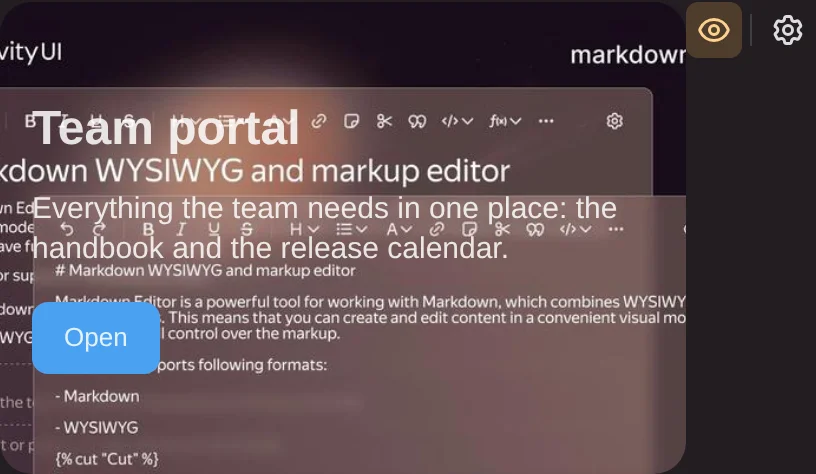 vity UI
markdown
B I U S H A
Team portal
kdown WYSIWYG and markup editor
Everything the team needs in one place: the
B I U S H A
handbook and the release calendar.
# Markdown WYSIWYG and markup editor
Markdown Editor is a powerful tool for working with Markdown, which combines WYSIWY
This means that you can create and edit content in a convenient visual mo
Open
control over the markup.
ports following formats:
- Markdown
- WYSIWYG
{% cut "Cut" %}